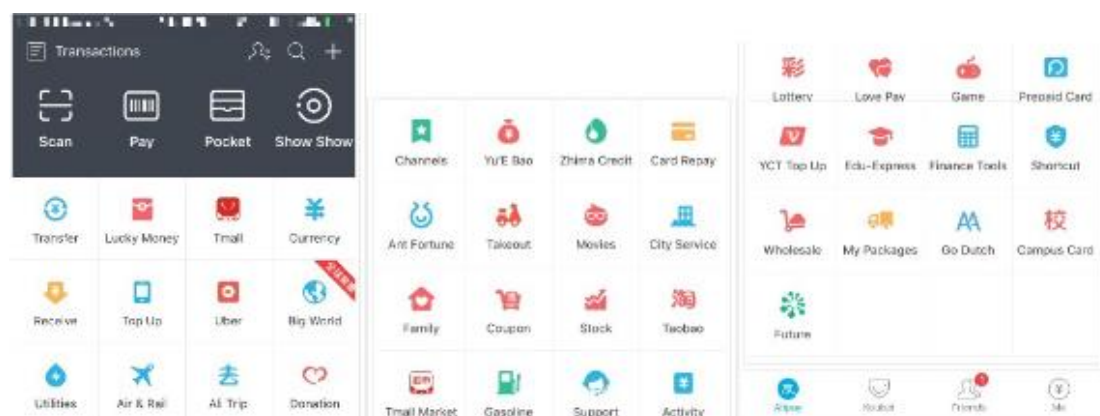 Transactions
Scan Pay Pocket Show Show
Transfer Lucky Money Tmall Currency
Receive Top Up Uber Big World
Utilities Air & Rail Ali Trip Donation
Channels Yu'E Bao Zhima Credit Card Repay
Ant Fortune Takeout Movies City Service
Family Coupon Stock 淘 Taobao
Tmall Market Gasoline Support Activity
彩
Lottery Love Pay Game Prepaid Card
YCT Top Up Edu-Express Finance Tools Shortcut
校
Wholesale My Packages Go Dutch Campus Card
Future
Alipay Koubei Friends Me